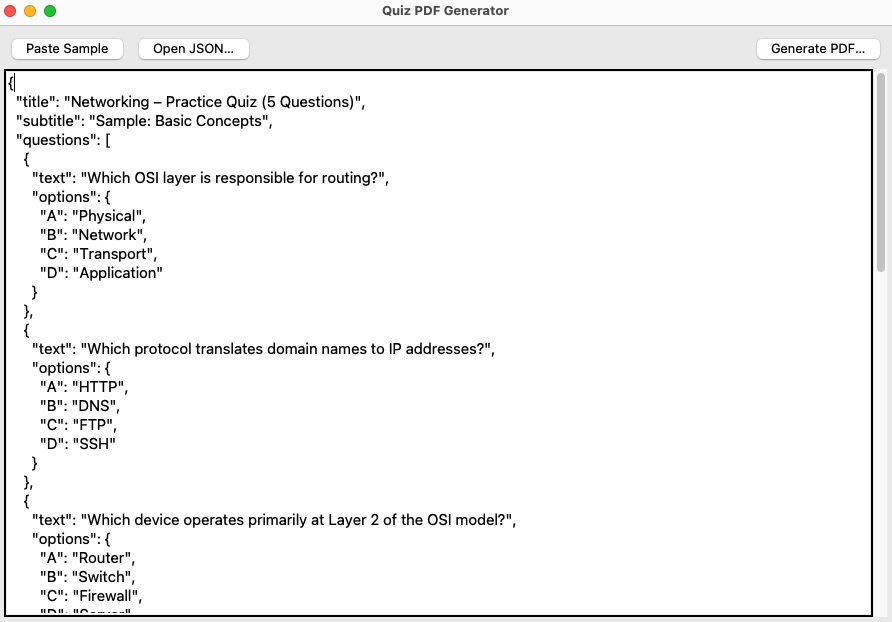 Quiz PDF Generator
Paste Sample Open JSON... Generate PDF...
{
"title": "Networking – Practice Quiz (5 Questions)",
"subtitle": "Sample: Basic Concepts",
"questions": [
{
"text": "Which OSI layer is responsible for routing?",
"options": {
"A": "Physical",
"B": "Network",
"C": "Transport",
"D": "Application"
}
},
{
"text": "Which protocol translates domain names to IP addresses?",
"options": {
"A": "HTTP",
"B": "DNS",
"C": "FTP",
"D": "SSH"
}
},
{
"text": "Which device operates primarily at Layer 2 of the OSI model?",
"options": {
"A": "Router",
"B": "Switch",
"C": "Firewall",
"D": "Server"